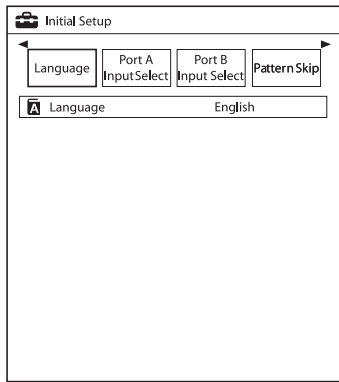 Initial Setup
Language
Port A
Input Select
Port B
Input Select
Pattern Skip
A Language English